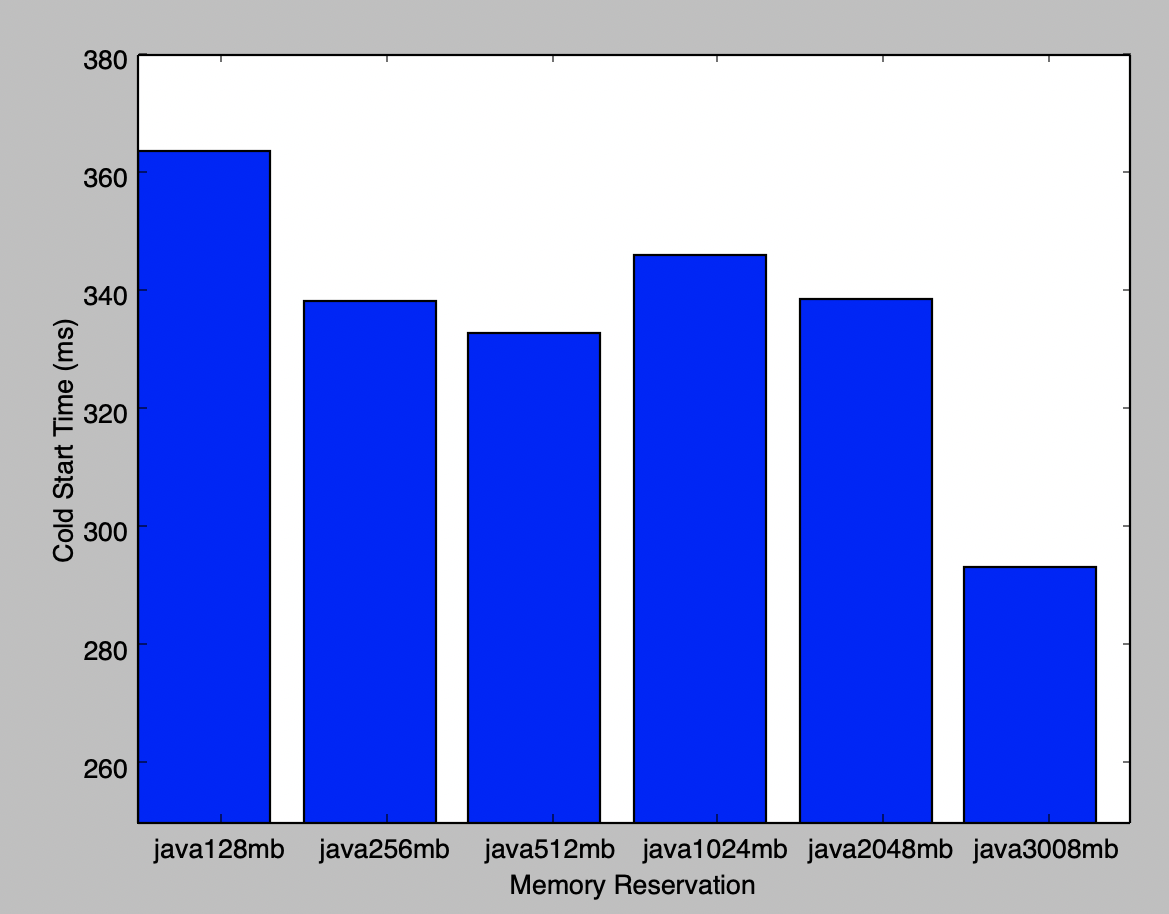 380
360
340
320
300
280
260
Cold Start Time (ms)
java128mb java256mb java512mb java1024mb java2048mb java3008mb
Memory Reservation